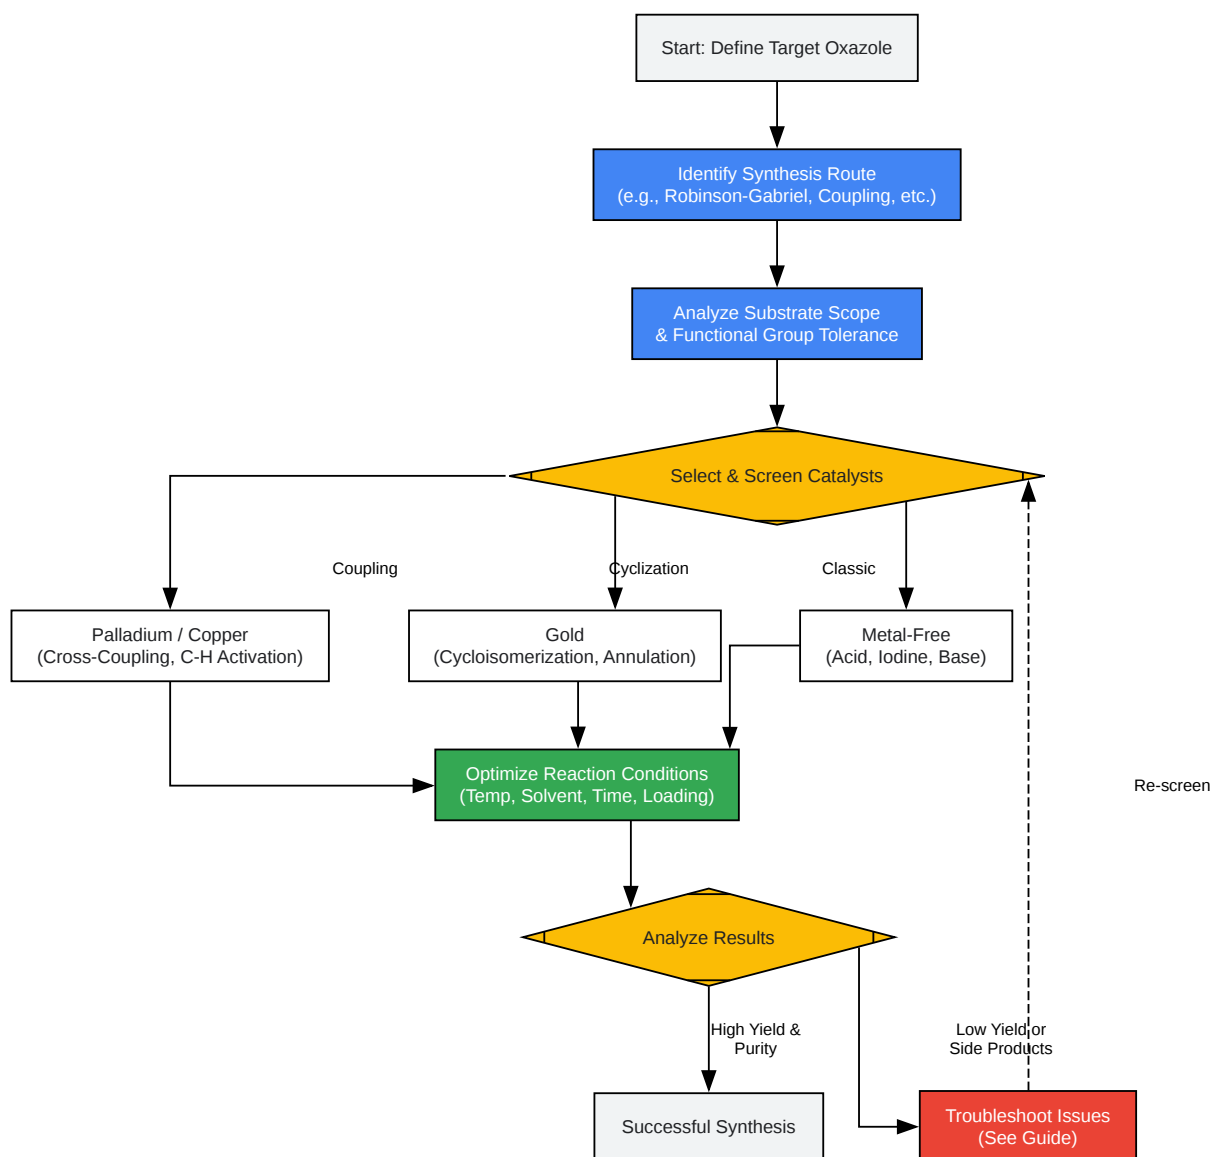 Start: Define Target Oxazole
Identify Synthesis Route
(e.g., Robinson-Gabriel, Coupling, etc.)
Analyze Substrate Scope
& Functional Group Tolerance
Select & Screen Catalysts
Coupling
Cyclization
Classic
Palladium / Copper
(Cross-Coupling, C-H Activation)
Gold
(Cycloisomerization, Annulation)
Metal-Free
(Acid, Iodine, Base)
Optimize Reaction Conditions
(Temp, Solvent, Time, Loading)
Re-screen
Analyze Results
High Yield &
Purity
Low Yield or
Side Products
Successful Synthesis
Troubleshoot Issues
(See Guide)